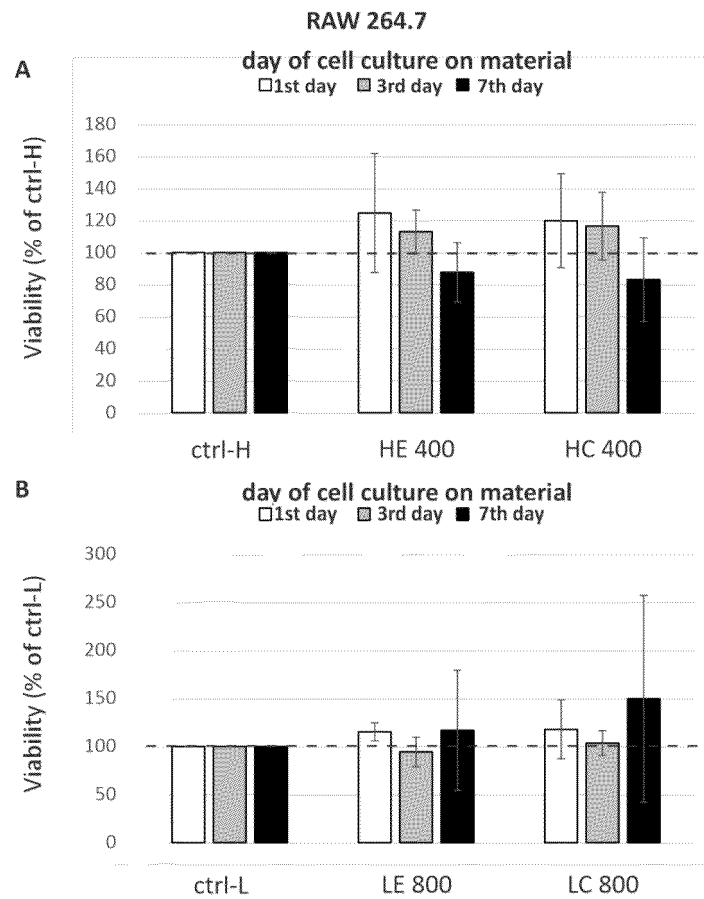 RAW 264.7
A
day of cell culture on material
1st day 3rd day 7th day
Viability (% of ctrl-H)
180
160
140
120
100
80
60
40
20
0
ctrl-H HE 400 HC 400
B
day of cell culture on material
1st day 3rd day 7th day
Viability (% of ctrl-L)
300
250
200
150
100
50
0
ctrl-L LE 800 LC 800